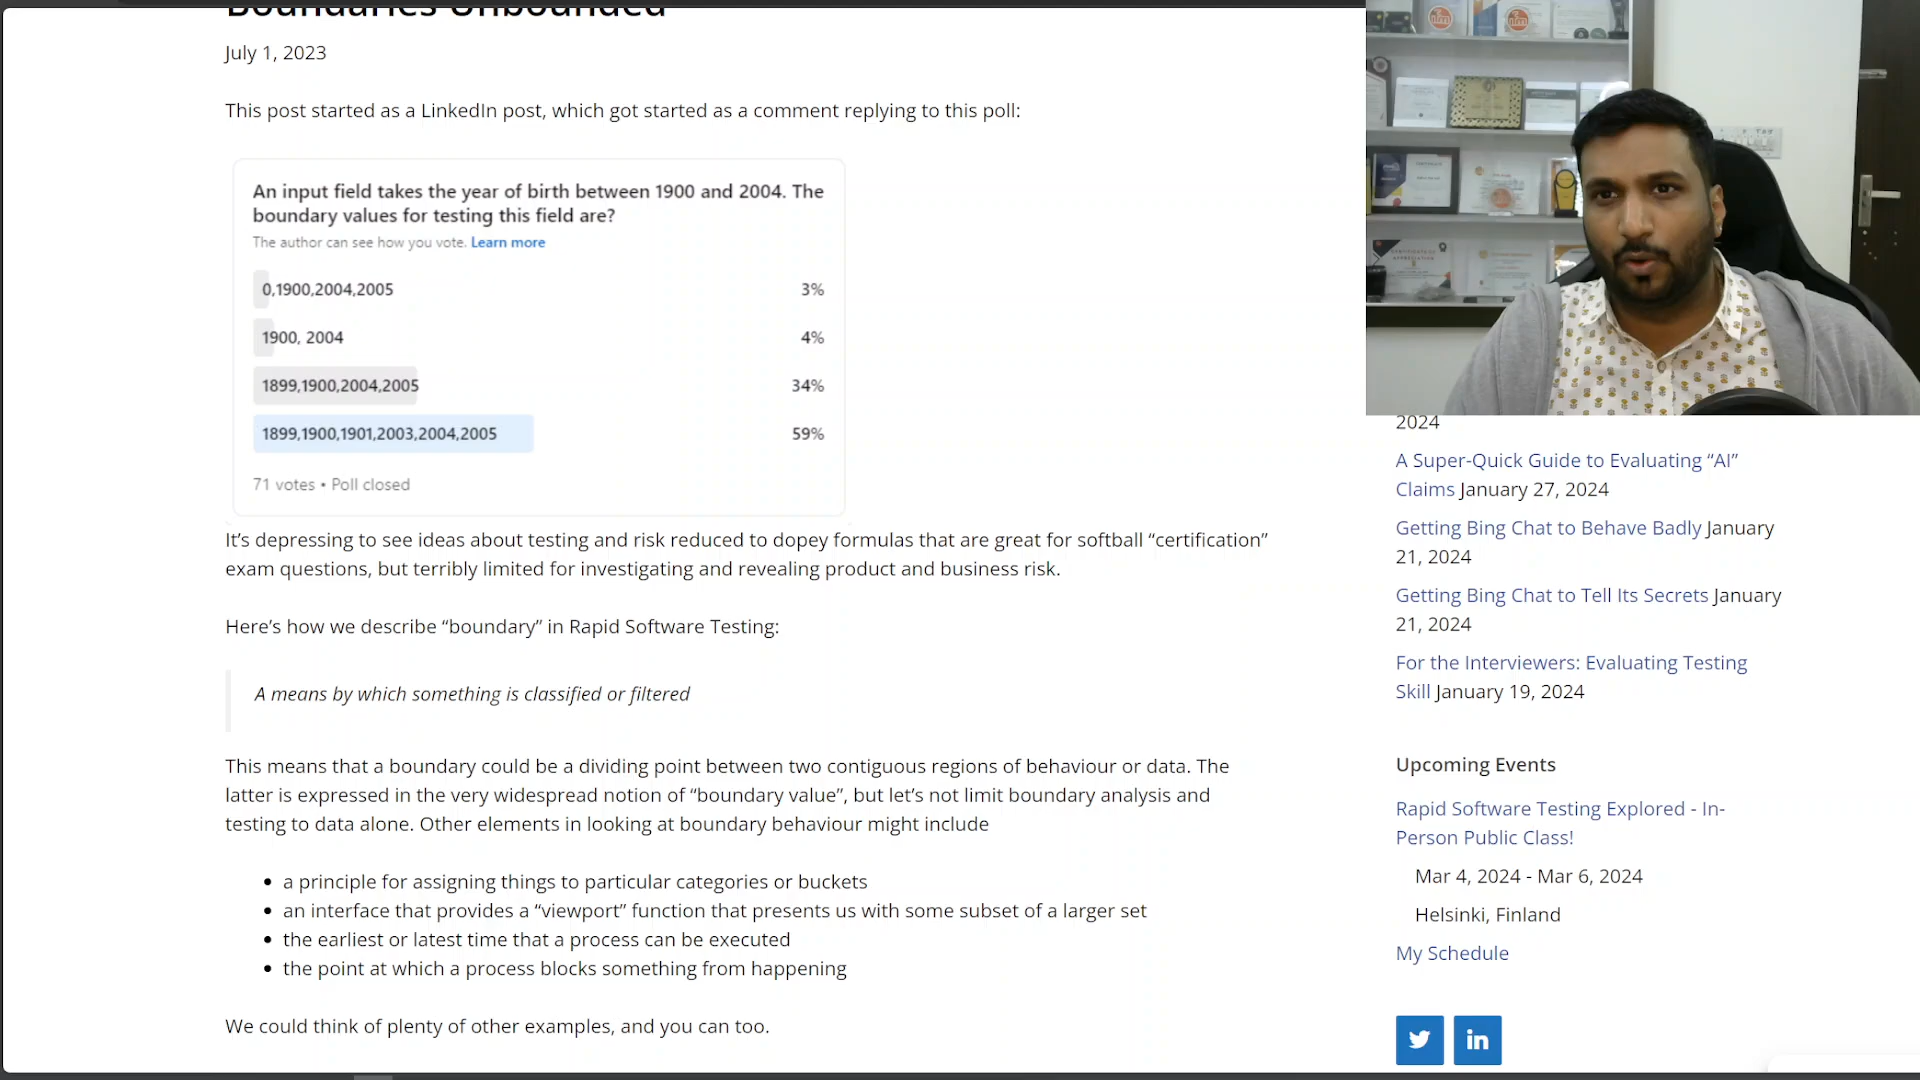 Boundaries Unbounded
July 1, 2023
This post started as a LinkedIn post, which got started as a comment replying to this poll:
An input field takes the year of birth between 1900 and 2004. The
boundary values for testing this field are?
The author can see how you vote. Learn more
0,1900,2004,2005 3%
1900, 2004 4%
1899,1900,2004,2005 34%
1899,1900,1901,2003,2004,2005 59%
71 votes • Poll closed
It’s depressing to see ideas about testing and risk reduced to dopey formulas that are great for softball “certification”
exam questions, but terribly limited for investigating and revealing product and business risk.
Here’s how we describe “boundary” in Rapid Software Testing:
A means by which something is classified or filtered
This means that a boundary could be a dividing point between two contiguous regions of behaviour or data. The
latter is expressed in the very widespread notion of “boundary value”, but let’s not limit boundary analysis and
testing to data alone. Other elements in looking at boundary behaviour might include
• a principle for assigning things to particular categories or buckets
• an interface that provides a “viewport” function that presents us with some subset of a larger set
• the earliest or latest time that a process can be executed
• the point at which a process blocks something from happening
We could think of plenty of other examples, and you can too.
2024
A Super-Quick Guide to Evaluating “AI”
Claims January 27, 2024
Getting Bing Chat to Behave Badly January
21, 2024
Getting Bing Chat to Tell Its Secrets January
21, 2024
For the Interviewers: Evaluating Testing
Skill January 19, 2024
Upcoming Events
Rapid Software Testing Explored - In-
Person Public Class!
Mar 4, 2024 - Mar 6, 2024
Helsinki, Finland
My Schedule
in